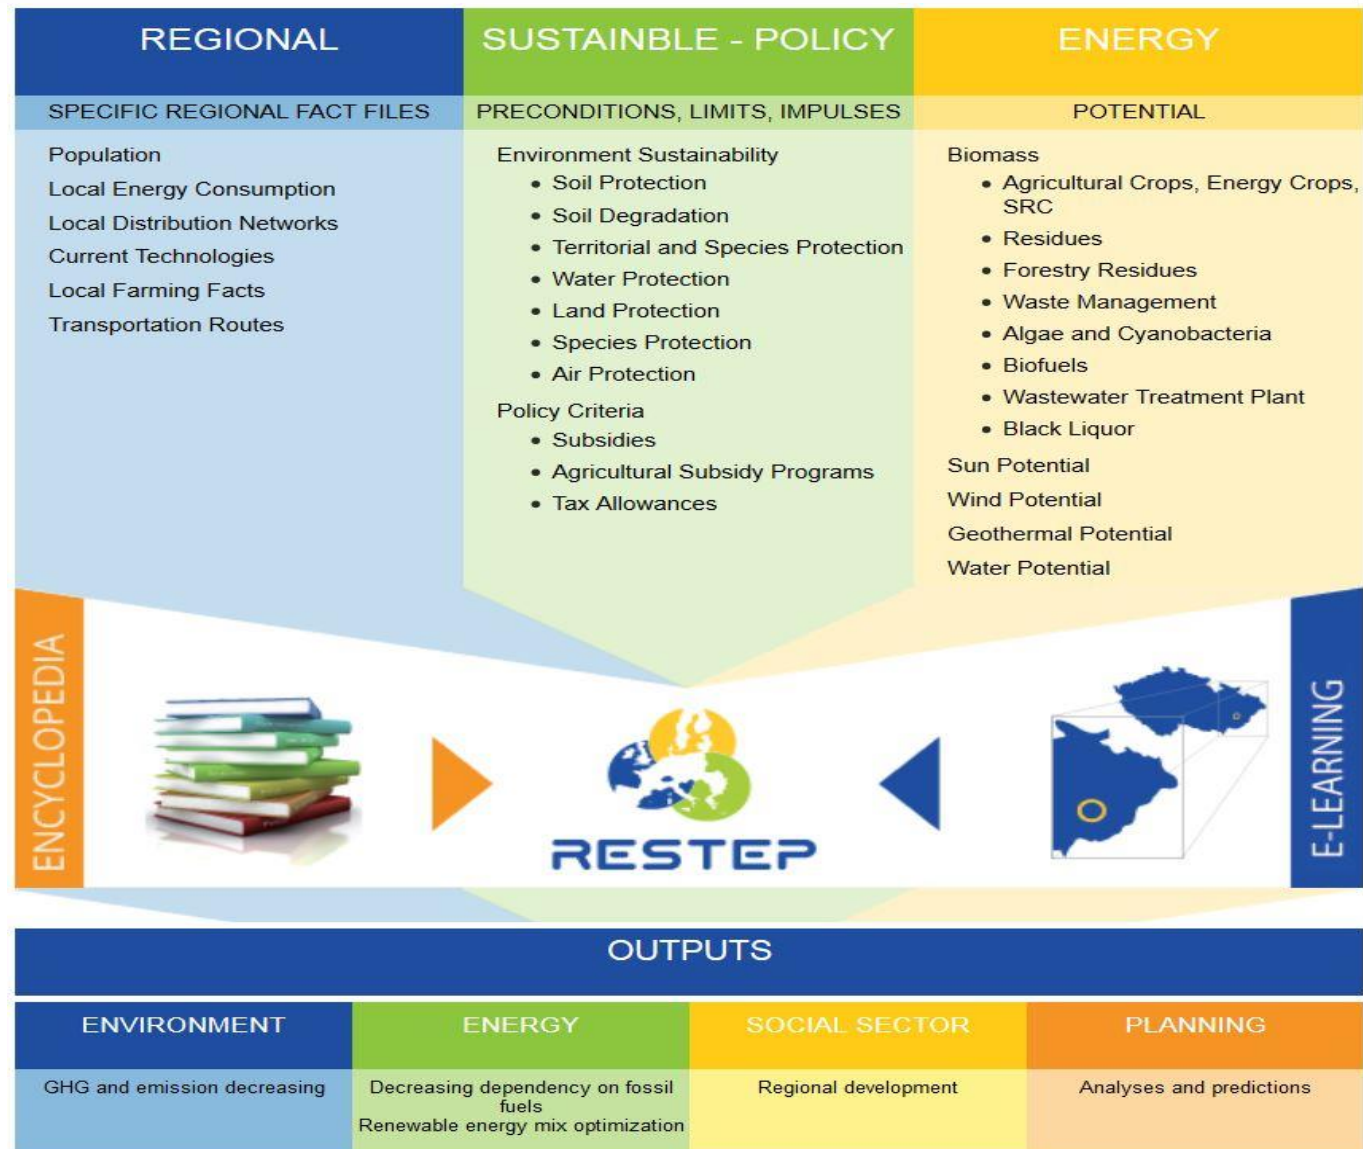 REGIONAL
SPECIFIC REGIONAL FACT FILES
Population
Local Energy Consumption
Local Distribution Networks
Current Technologies
Local Farming Facts
Transportation Routes
SUSTAINBLE - POLICY
PRECONDITIONS, LIMITS, IMPULSES
Environment Sustainability
• Soil Protection
• Soil Degradation
• Territorial and Species Protection
• Water Protection
• Land Protection
• Species Protection
• Air Protection
Policy Criteria
• Subsidies
• Agricultural Subsidy Programs
• Tax Allowances
ENERGY
POTENTIAL
Biomass
• Agricultural Crops, Energy Crops,
SRC
• Residues
• Forestry Residues
• Waste Management
• Algae and Cyanobacteria
• Biofuels
• Wastewater Treatment Plant
• Black Liquor
Sun Potential
Wind Potential
Geothermal Potential
Water Potential
ENCYCLOPEDIA
RESTEP
E-LEARNING
OUTPUTS
ENVIRONMENT
GHG and emission decreasing
ENERGY
Decreasing dependency on fossil
fuels
Renewable energy mix optimization
SOCIAL SECTOR
Regional development
PLANNING
Analyses and predictions